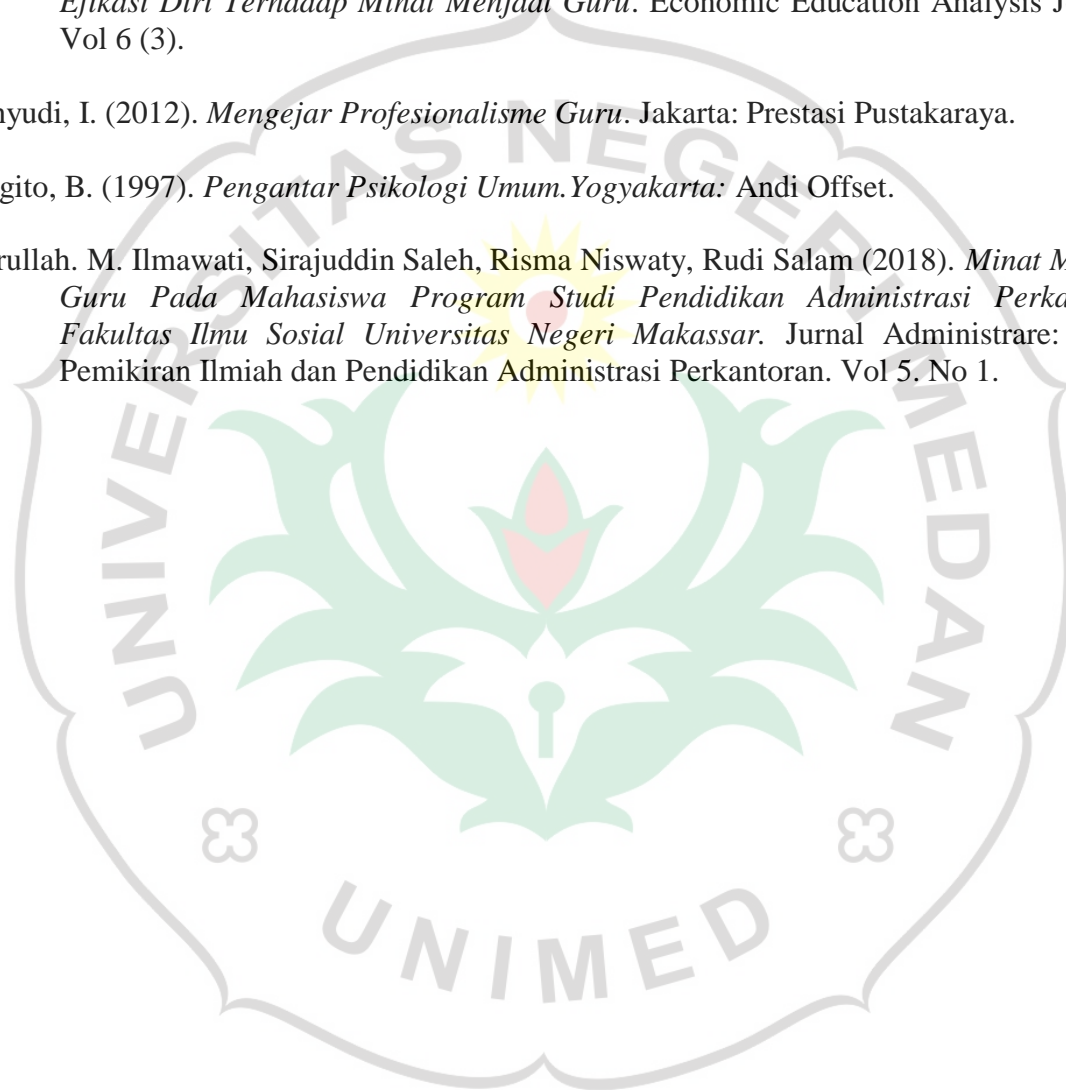 Efikasi Diri Terhadap Minat Menjadi Guru. Economic Education Analysis J
Vol 6 (3).
nyudi, I. (2012). Mengejar Profesionalisme Guru. Jakarta: Prestasi Pustakaraya.
gito, B. (1997). Pengantar Psikologi Umum.Yogyakarta: Andi Offset.
rullah. M. Ilmawati, Sirajuddin Saleh, Risma Niswaty, Rudi Salam (2018). Minat M
Guru Pada Mahasiswa Program Studi Pendidikan Administrasi Perka
Fakultas Ilmu Sosial Universitas Negeri Makassar. Jurnal Administrare:
Pemikiran Ilmiah dan Pendidikan Administrasi Perkantoran. Vol 5. No 1.
UNIVERSITAS NEGERI MEDAN
UNIMED